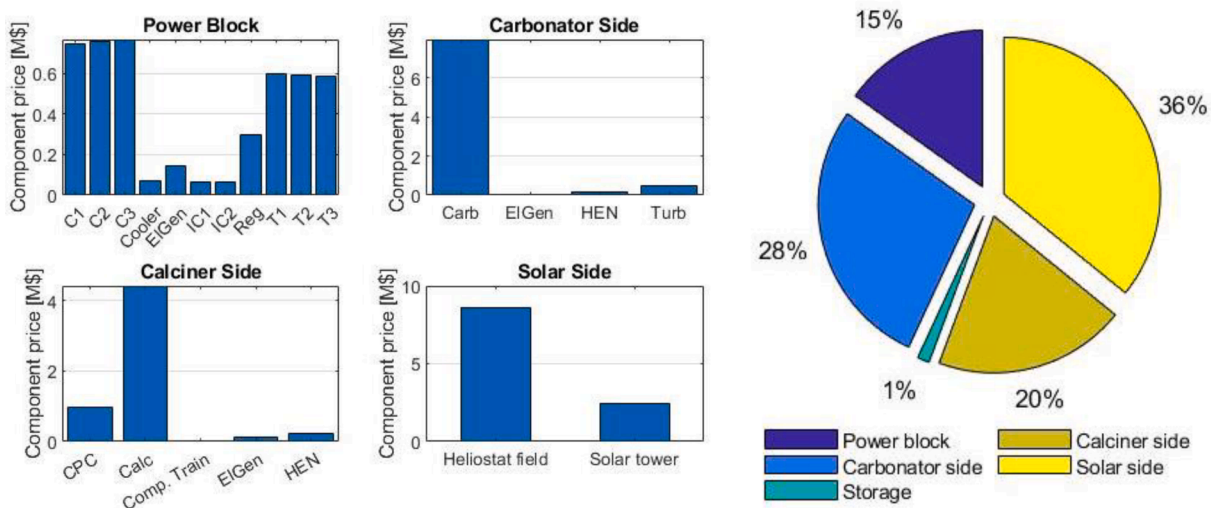 Power Block
Component price [M$]
0.6
0.4
0.2
0
C1
C2
C3
Cooler
ElGen
IC1
IC2
Reg
T1
T2
T3
Carbonator Side
Component price [M$]
6
4
2
0
Carb
ElGen
HEN
Turb
Calciner Side
Component price [M$]
4
2
0
CPC
Calc
Comp. Train
ElGen
HEN
Solar Side
Component price [M$]
10
5
0
Heliostat field
Solar tower
15%
36%
28%
1%
20%
Power block
Calciner side
Carbonator side
Solar side
Storage